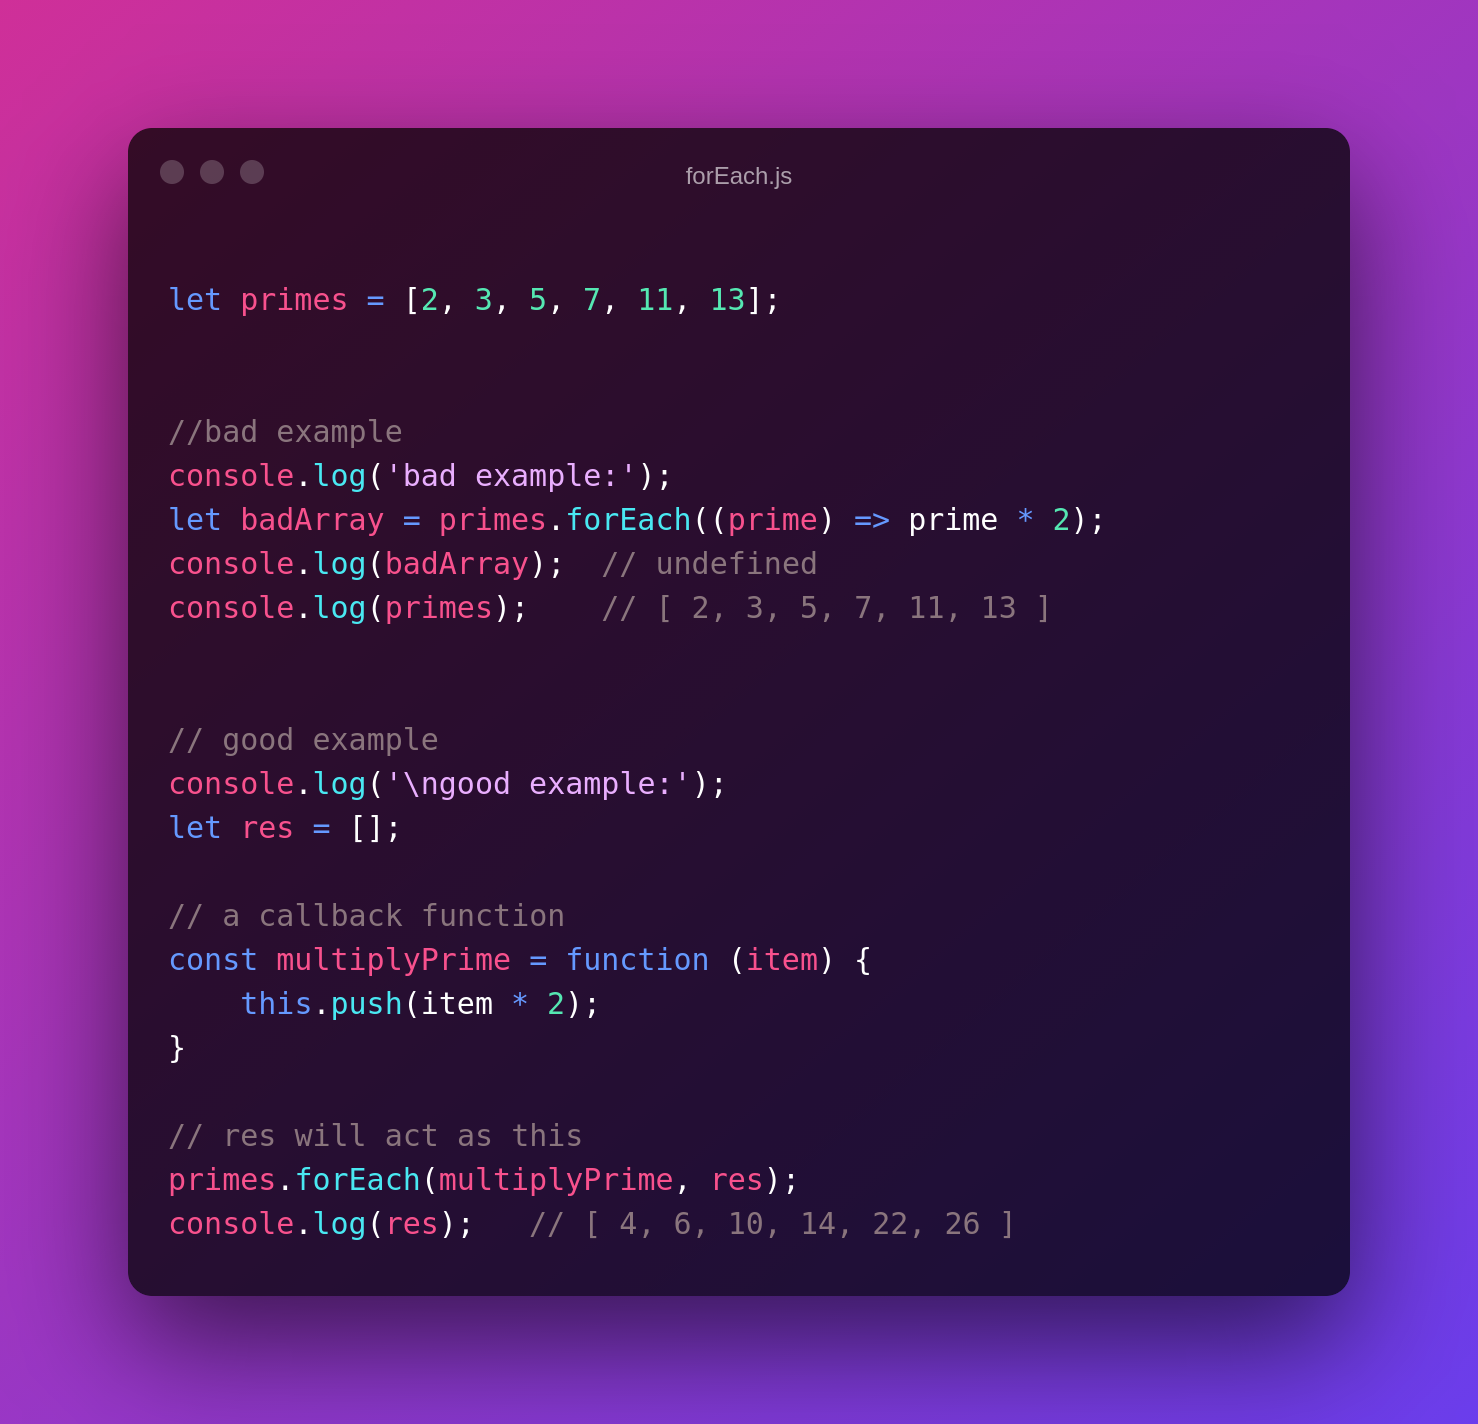 forEach.js
let primes = [2, 3, 5, 7, 11, 13];
//bad example
console.log('bad example:');
let badArray = primes.forEach((prime) => prime * 2);
console.log(badArray);  // undefined
console.log(primes);    // [ 2, 3, 5, 7, 11, 13 ]
// good example
console.log('\ngood example:');
let res = [];
// a callback function
const multiplyPrime = function (item) {
    this.push(item * 2);
}
// res will act as this
primes.forEach(multiplyPrime, res);
console.log(res);   // [ 4, 6, 10, 14, 22, 26 ]